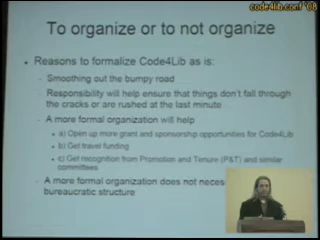 code4lib.conf '08
To organize or to not organize
Reasons to formalize Code4Lib as is:
- Smoothing out the bumpy road
- Responsibility will help ensure that things don't fall through
the cracks or are rushed at the last minute
- A more formal organization will help
a) Open up more grant and sponsorship opportunities for Code4Lib
b) Get travel funding
c) Get recognition from Promotion and Tenure (P&T) and similar
committees
- A more formal organization does not
bureaucratic structure